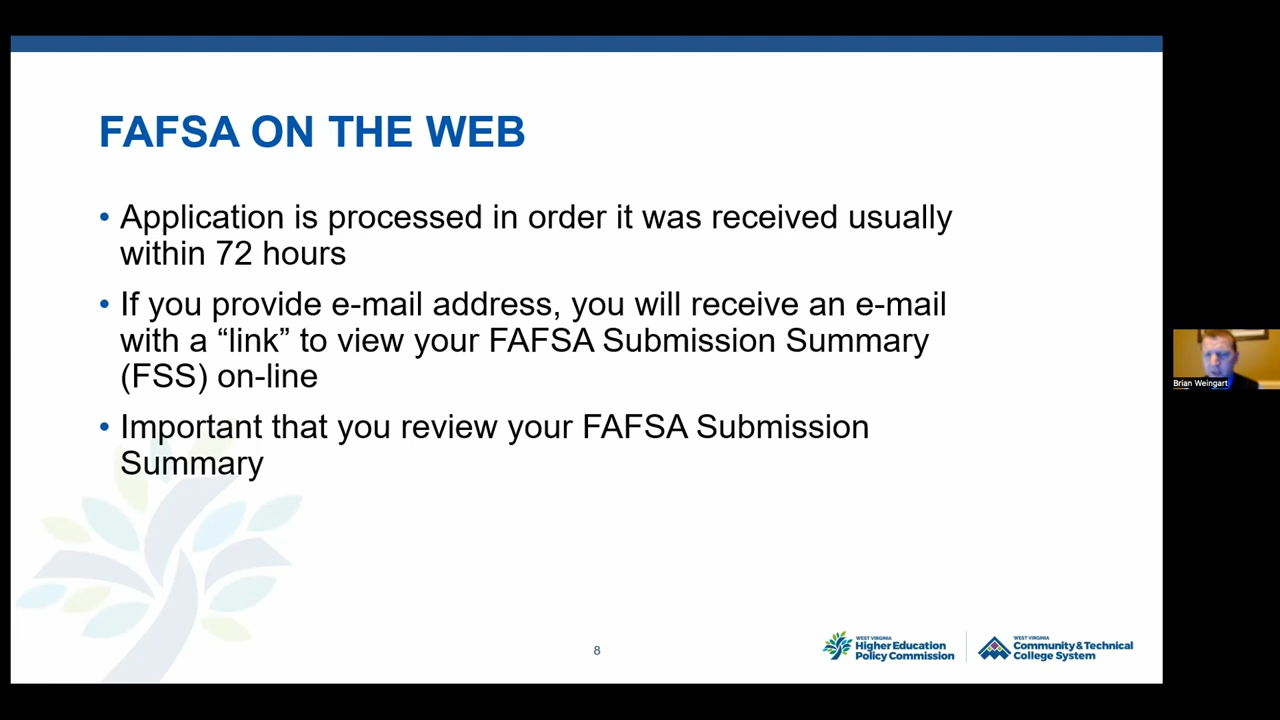 FAFSA ON THE WEB
• Application is processed in order it was received usually
within 72 hours
• If you provide e-mail address, you will receive an e-mail
with a “link” to view your FAFSA Submission Summary
(FSS) on-line
• Important that you review your FAFSA Submission
Summary
Brian Weingart
8
WEST VIRGINIA
Higher Education
Policy Commission
WEST VIRGINIA
Community & Technical
College System